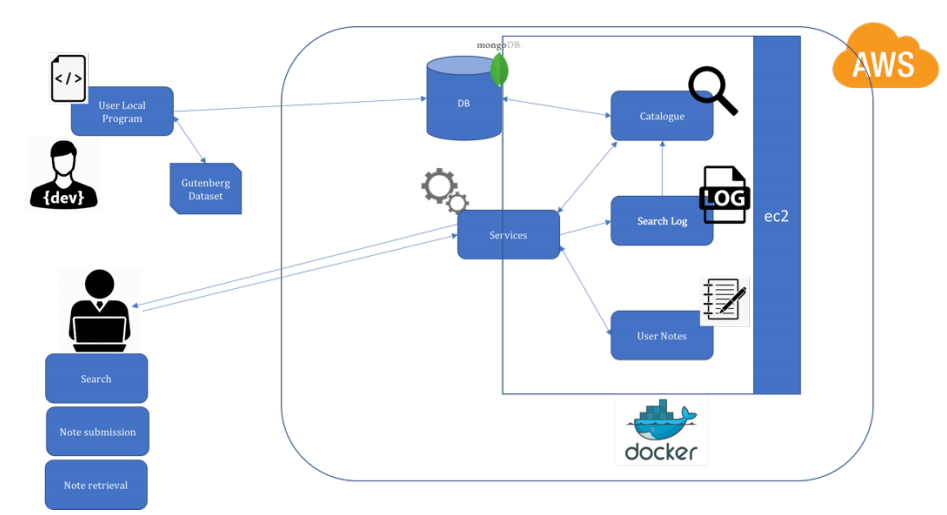 mongoDB.
AWS
</>
User Local
Program
DB
Catalogue
{dev}
Gutenberg
Dataset
LOG
Search Log
ec2
Services
User Notes
Search
Note submission
Note retrieval
docker